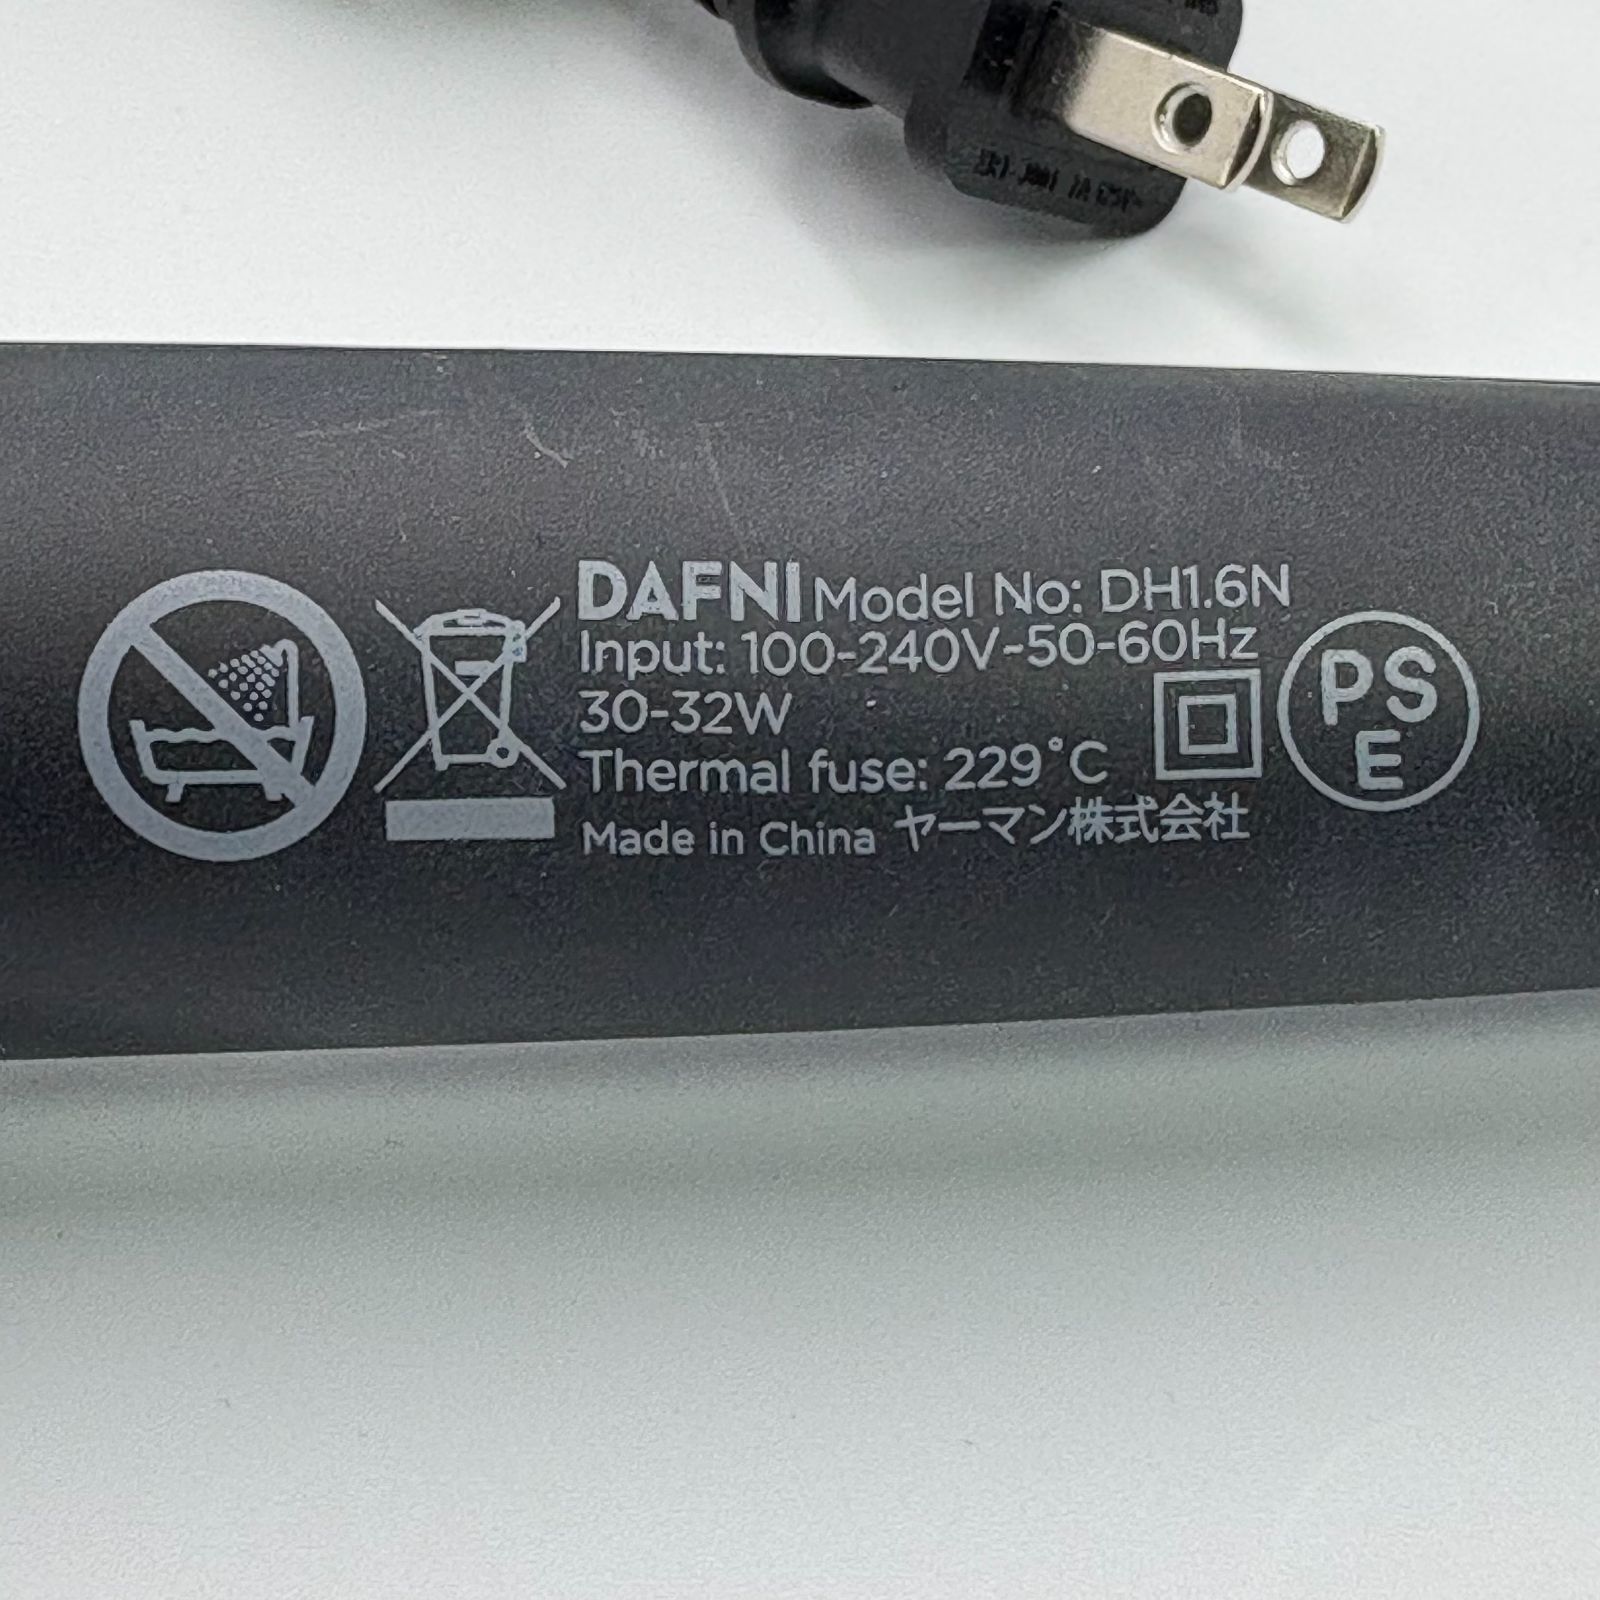 DAFNI Model No: DH1.6N
Input: 100-240V~50-60Hz
30-32W
Thermal fuse: 229°C
Made in China ヤーマン株式会社
PS
E